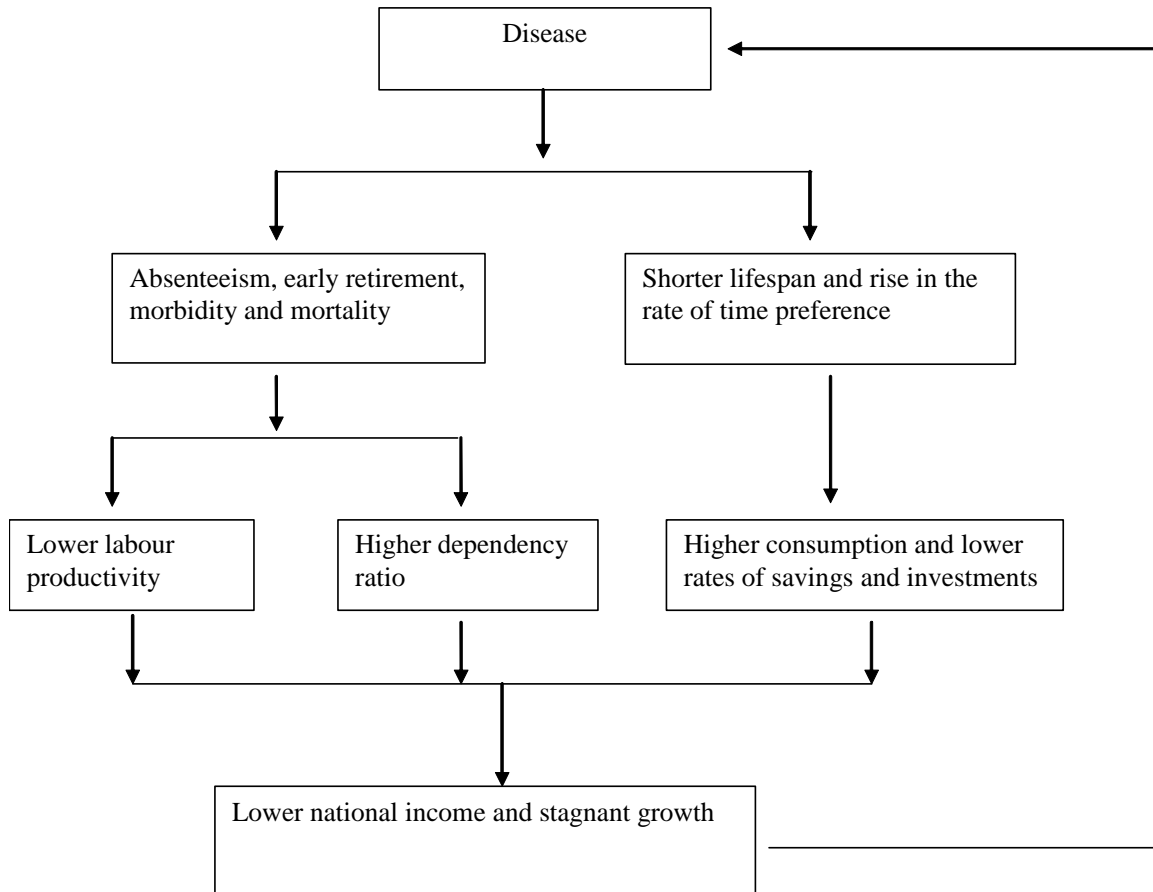 Disease
Absenteeism, early retirement,
morbidity and mortality
Shorter lifespan and rise in the
rate of time preference
Lower labour
productivity
Higher dependency
ratio
Higher consumption and lower
rates of savings and investments
Lower national income and stagnant growth